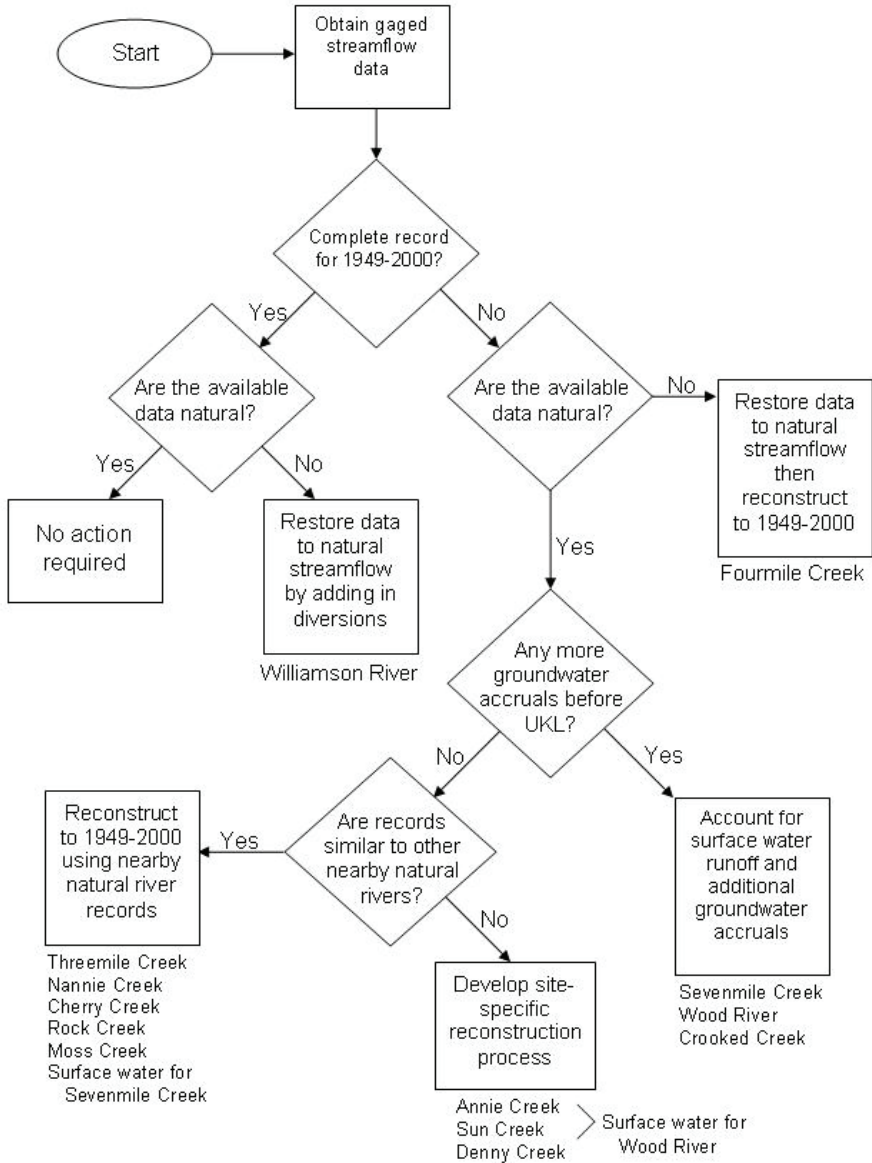 Start
Obtain gaged
streamflow
data
Complete record
for 1949-2000?
Yes
No
Are the available
data natural?
Are the available
data natural?
No
Restore data
to natural
streamflow
then
reconstruct
to 1949-2000
Fourmile Creek
Yes
No
No action
required
Restore data
to natural
streamflow
by adding in
diversions
Williamson River
Yes
Any more
groundwater
accruals before
UKL?
No
Yes
Reconstruct
to 1949-2000
using nearby
natural river
records
Yes
Are records
similar to other
nearby natural
rivers?
Account for
surface water
runoff and
additional
groundwater
accruals
No
Threemile Creek
Nannie Creek
Cherry Creek
Rock Creek
Moss Creek
Surface water for
Sevenmile Creek
Develop site-
specific
reconstruction
process
Sevenmile Creek
Wood River
Crooked Creek
Annie Creek
Sun Creek
Denny Creek
Surface water for
Wood River